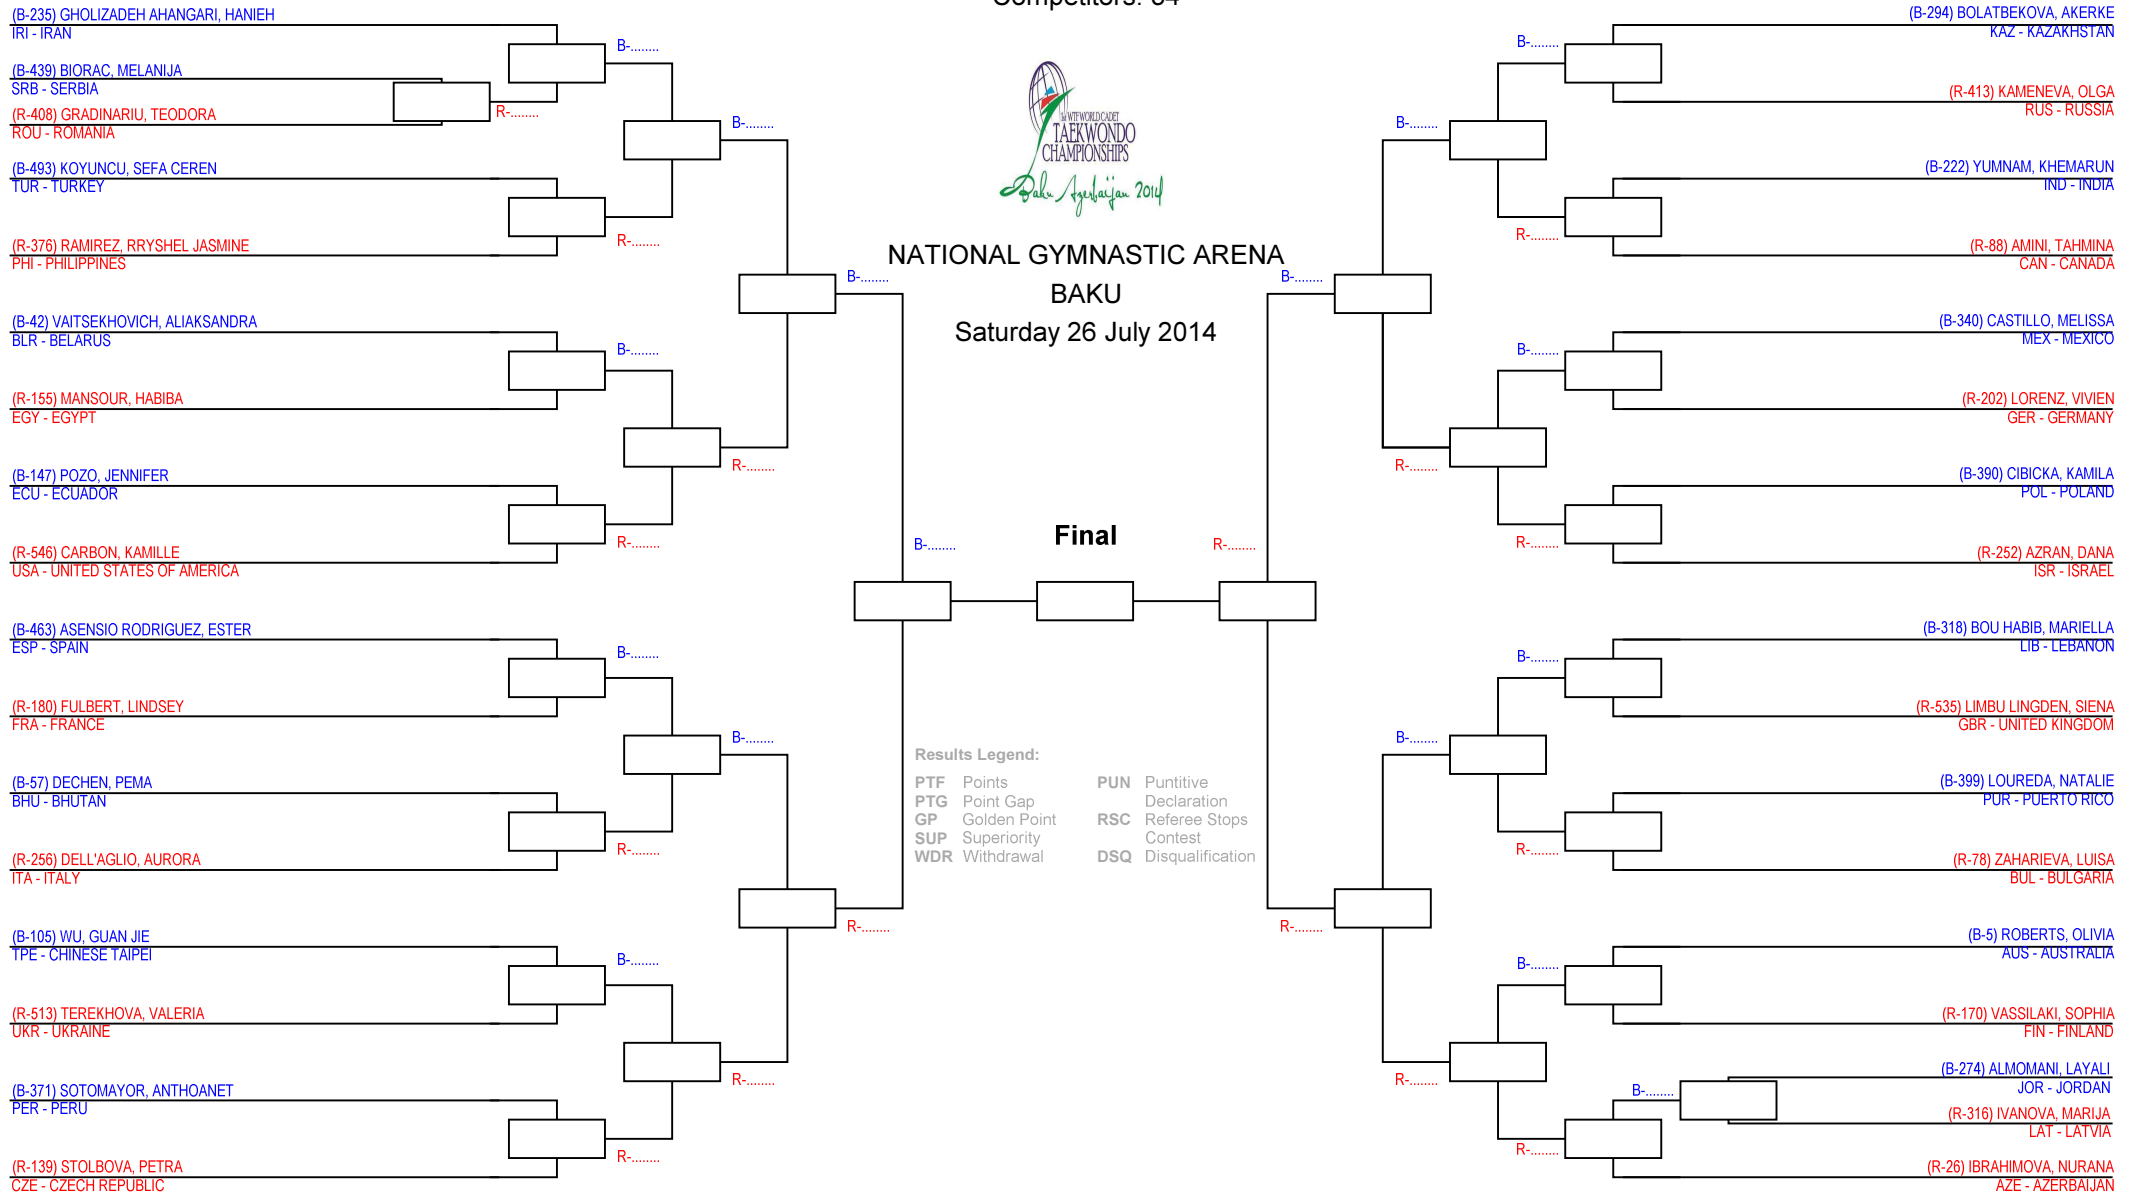 Competitors: 34
(B-235) GHOLIZADEH AHANGARI, HANIEH
IRI - IRAN
(B-439) BIORAC, MELANIJA
SRB - SERBIA
(R-408) GRADINARIU, TEODORA
ROU - ROMANIA
(B-493) KOYUNCU, SEFA CEREN
TUR - TURKEY
(R-376) RAMIREZ, RRYSHEL JASMINE
PHI - PHILIPPINES
(B-42) VAITSEKHOVICH, ALIAKSANDRA
BLR - BELARUS
(R-155) MANSOUR, HABIBA
EGY - EGYPT
(B-147) POZO, JENNIFER
ECU - ECUADOR
(R-546) CARBON, KAMILLE
USA - UNITED STATES OF AMERICA
(B-463) ASENSIO RODRIGUEZ, ESTER
ESP - SPAIN
(R-180) FULBERT, LINDSEY
FRA - FRANCE
(B-57) DECHEN, PEMA
BHU - BHUTAN
(R-256) DELL'AGLIO, AURORA
ITA - ITALY
(B-105) WU, GUAN JIE
TPE - CHINESE TAIPEI
(R-513) TEREKHOVA, VALERIA
UKR - UKRAINE
(B-371) SOTOMAYOR, ANTHOANET
PER - PERU
(R-139) STOLBOVA, PETRA
CZE - CZECH REPUBLIC
R-........
B-........
R-........
B-........
R-........
B-........
R-........
B-........
R-........
B-........
R-........
B-........
R-........
B-........
R-........
B-........
WTF WORLD CADET
TAEKWONDO
CHAMPIONSHIPS
Baku Azerbaijan 2014
NATIONAL GYMNASTIC ARENA
BAKU
Saturday 26 July 2014
Final
Results Legend:
PTF Points
PTG Point Gap
GP Golden Point
SUP Superiority
WDR Withdrawal
PUN Puntitive
Declaration
RSC Referee Stops
Contest
DSQ Disqualification
R-........
B-........
R-........
B-........
R-........
B-........
R-........
B-........
R-........
B-........
R-........
B-........
R-........
B-........
R-........
B-........
(B-294) BOLATBEKOVA, AKERKE
KAZ - KAZAKHSTAN
(R-413) KAMENEVA, OLGA
RUS - RUSSIA
(B-222) YUMNAM, KHEMARUN
IND - INDIA
(R-88) AMINI, TAHMINA
CAN - CANADA
(B-340) CASTILLO, MELISSA
MEX - MEXICO
(R-202) LORENZ, VIVIEN
GER - GERMANY
(B-390) CIBICKA, KAMILA
POL - POLAND
(R-252) AZRAN, DANA
ISR - ISRAEL
(B-318) BOU HABIB, MARIELLA
LIB - LEBANON
(R-535) LIMBU LINGDEN, SIENA
GBR - UNITED KINGDOM
(B-399) LOUREDA, NATALIE
PUR - PUERTO RICO
(R-78) ZAHARIEVA, LUISA
BUL - BULGARIA
(B-5) ROBERTS, OLIVIA
AUS - AUSTRALIA
(R-170) VASSILAKI, SOPHIA
FIN - FINLAND
(B-274) ALMOMANI, LAYALI
JOR - JORDAN
(R-316) IVANOVA, MARIJA
LAT - LATVIA
(R-26) IBRAHIMOVA, NURANA
AZE - AZERBAIJAN